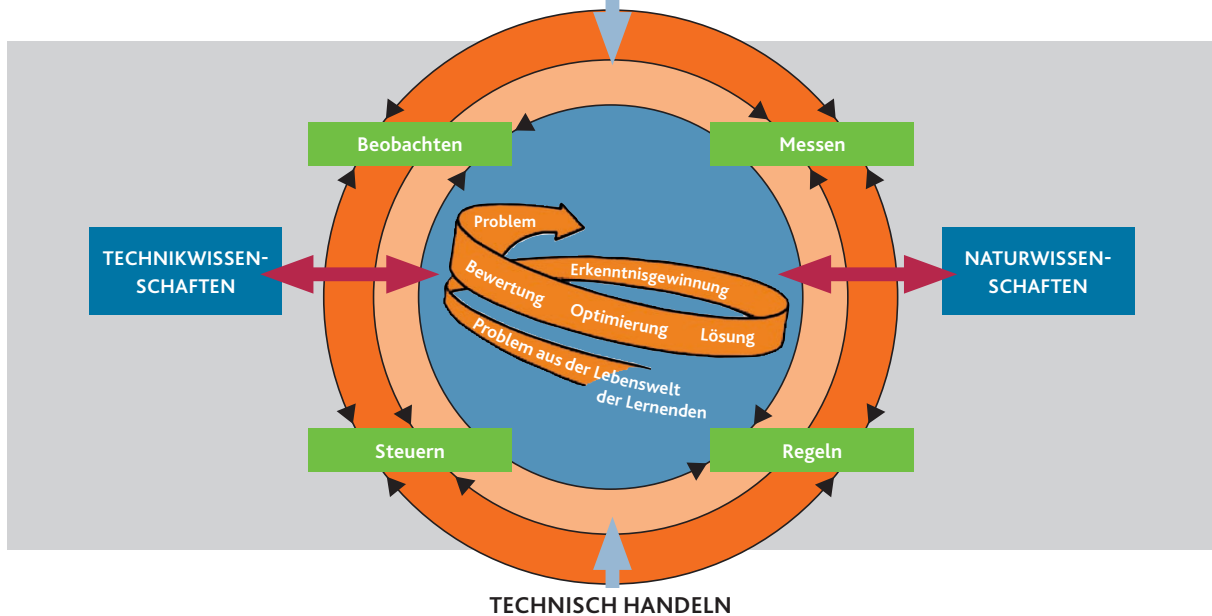 Beobachten
Messen
Problem
TECHNIKWISSEN-
SCHAFTEN
Erkenntnisgewinnung
NATURWISSEN-
SCHAFTEN
Bewertung
Optimierung
Lösung
Problem aus der Lebenswelt
der Lernenden
Steuern
Regeln
TECHNISCH HANDELN